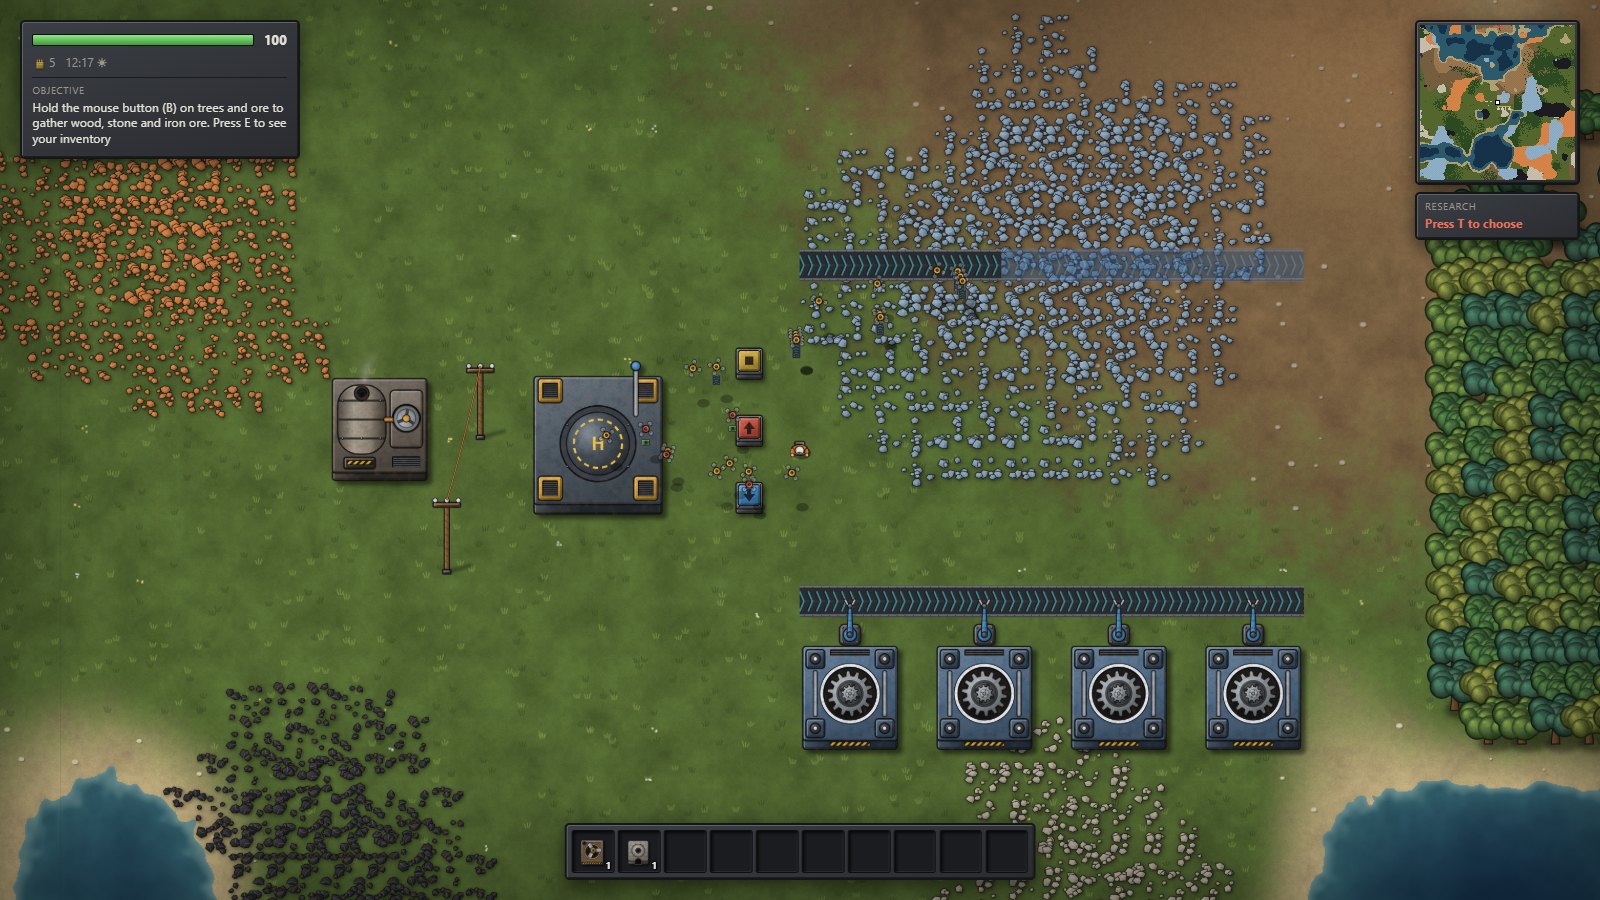 100
5 12:17
OBJECTIVE
Hold the mouse button (B) on trees and ore to
gather wood, stone and iron ore. Press E to see
your inventory
RESEARCH
Press T to choose
H
1 1